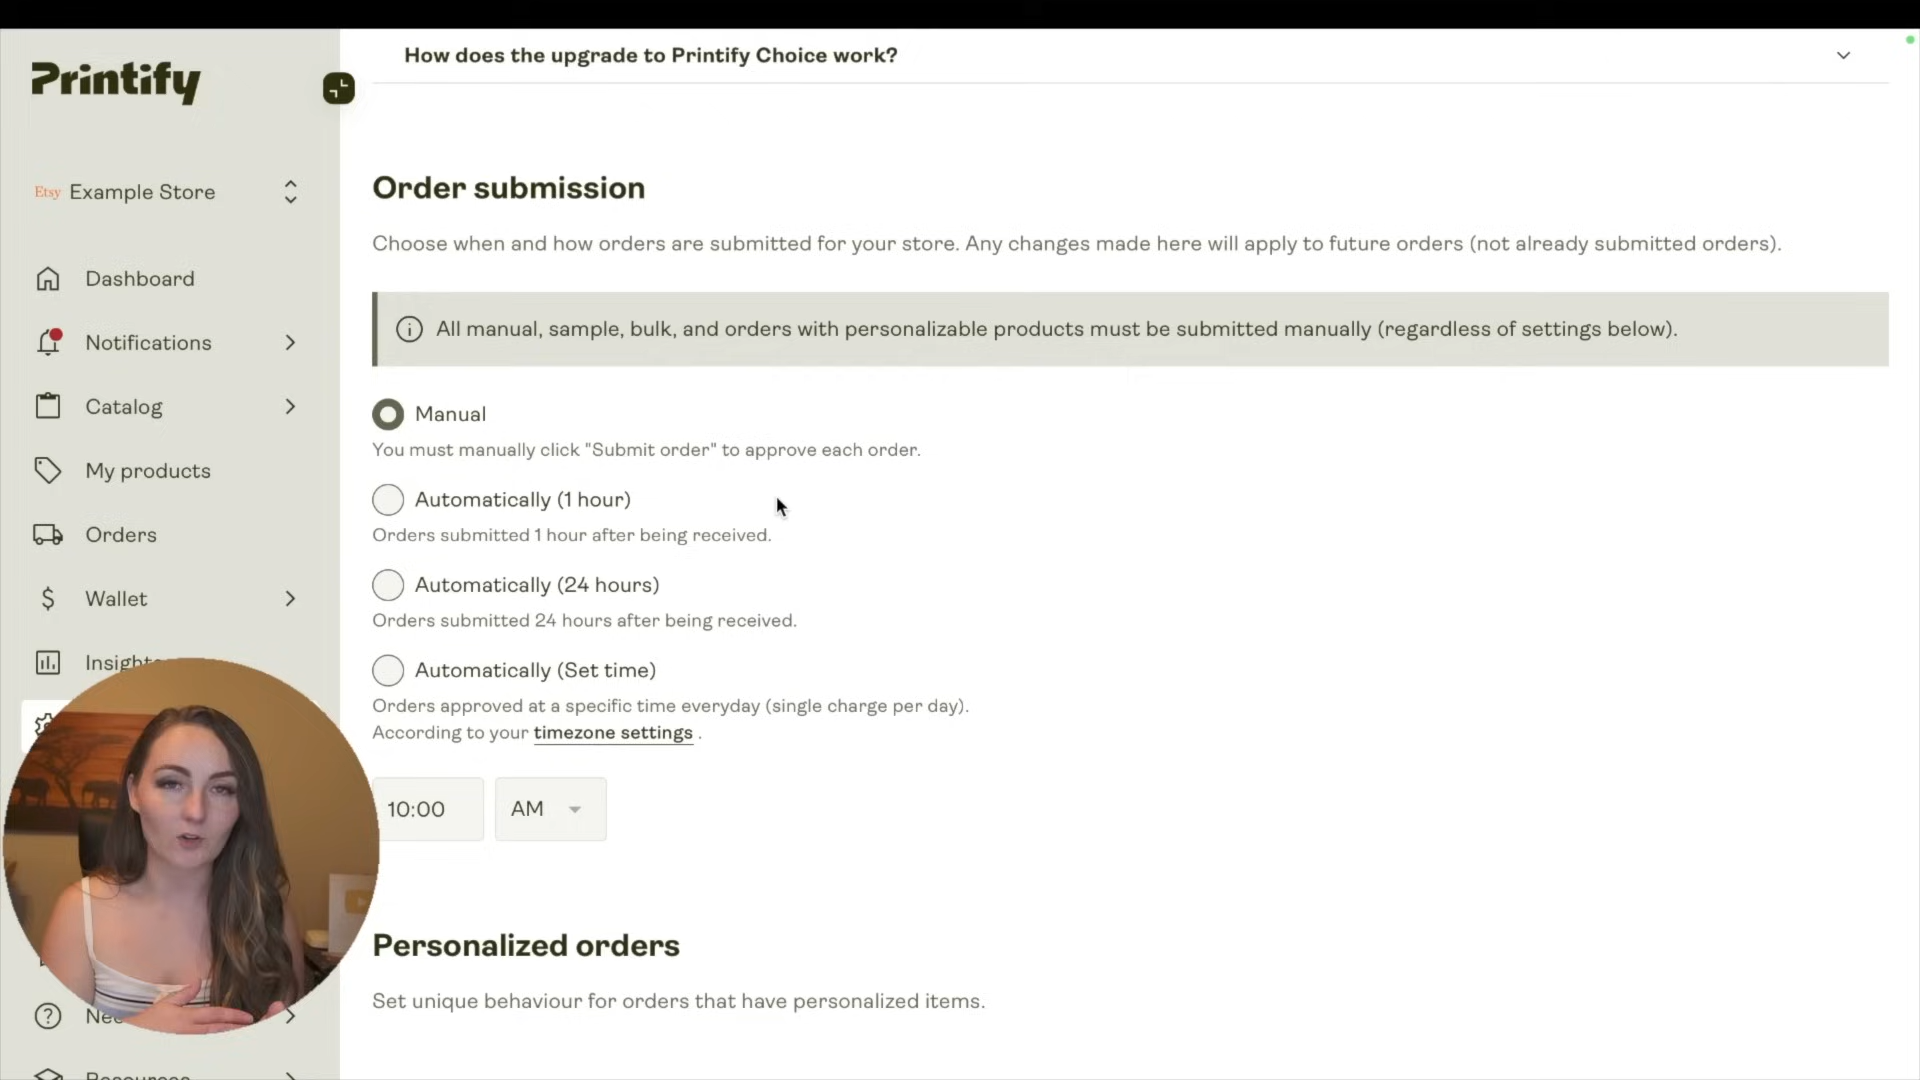 Printify
How does the upgrade to Printify Choice work?
Etsy Example Store
Dashboard
Notifications
Catalog
My products
Orders
Wallet
Insights
Resources
Order submission
Choose when and how orders are submitted for your store. Any changes made here will apply to future orders (not already submitted orders).
All manual, sample, bulk, and orders with personalizable products must be submitted manually (regardless of settings below).
Manual
You must manually click "Submit order" to approve each order.
Automatically (1 hour)
Orders submitted 1 hour after being received.
Automatically (24 hours)
Orders submitted 24 hours after being received.
Automatically (Set time)
Orders approved at a specific time everyday (single charge per day).
According to your timezone settings .
10:00 AM
Personalized orders
Set unique behaviour for orders that have personalized items.